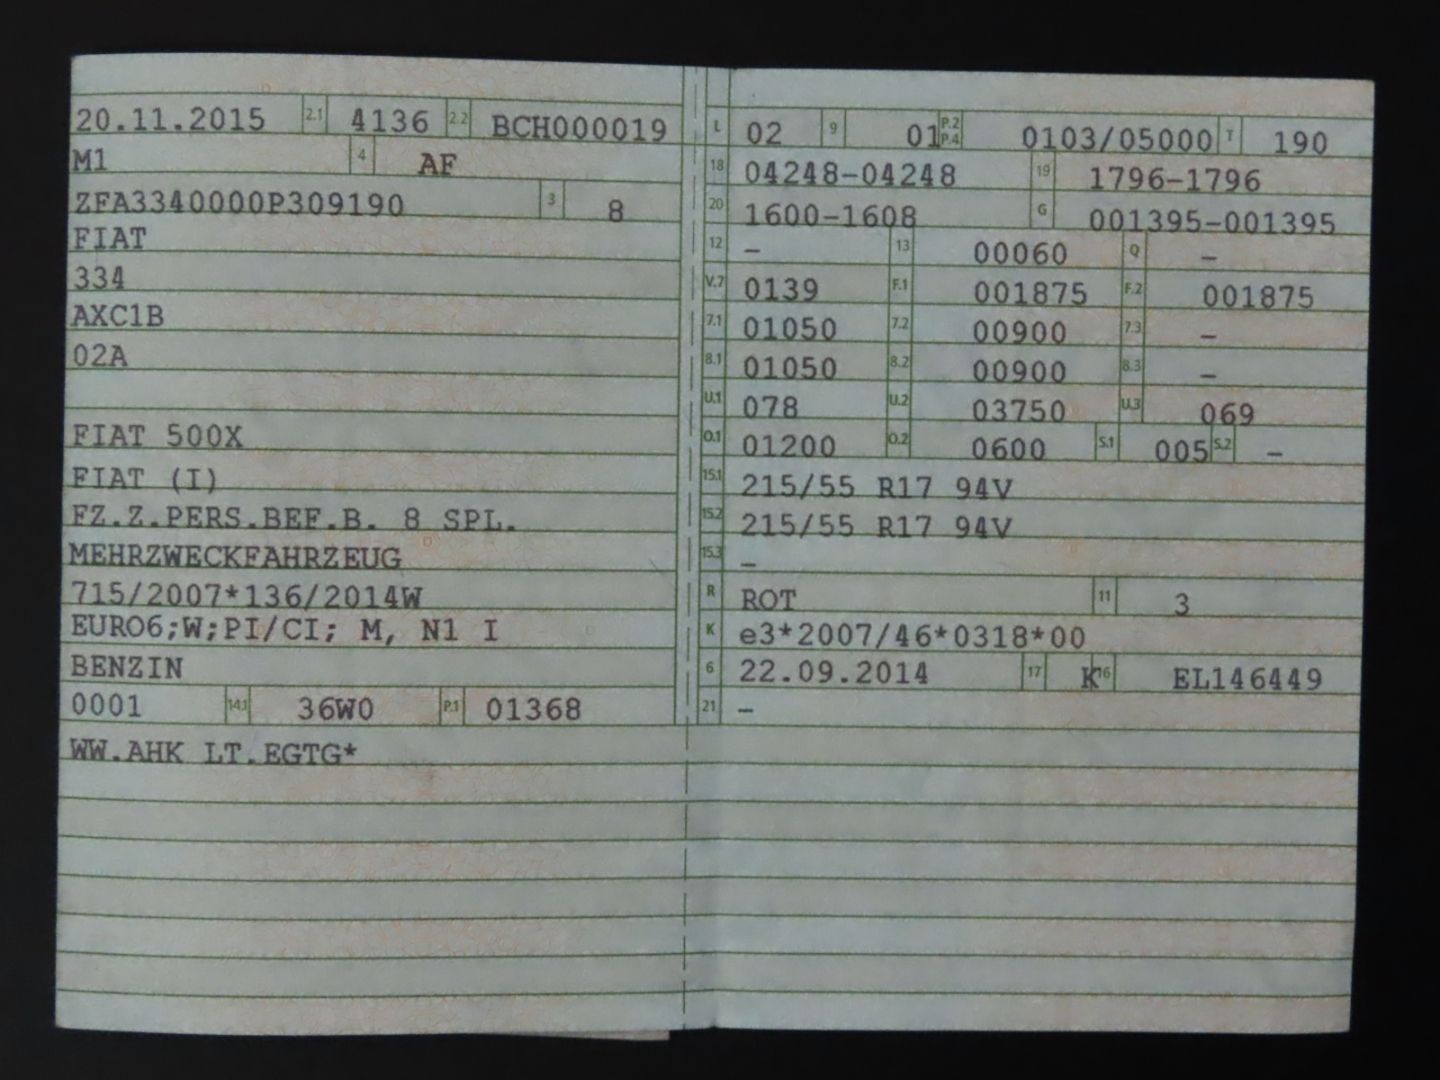 20.11.2015 2.1 4136 2.2 BCH000019
M1 4 AF
ZFA3340000P309190 3 8
FIAT
334
AXC1B
02A
FIAT 500X
FIAT (I)
FZ.Z.PERS.BEF.B. 8 SPL.
MEHRZWECKFAHRZEUG
715/2007*136/2014W
EURO6;W;PI/CI; M, N1 I
BENZIN
0001 14.1 36W0 P.1 01368
WW.AHK LT.EGTG*
L 02 9 01 P.2 P.4 0103/05000 T 190
18 04248-04248 19 1796-1796
20 1600-1608 G 001395-001395
12 - 13 00060 Q -
V.7 0139 F.1 001875 F.2 001875
7.1 01050 7.2 00900 7.3 -
8.1 01050 8.2 00900 8.3 -
U.1 078 U.2 03750 U.3 069
O.1 01200 O.2 0600 S.1 005 S.2 -
15.1 215/55 R17 94V
15.2 215/55 R17 94V
15.3 -
R ROT 11 3
K e3*2007/46*0318*00
6 22.09.2014 17 K 16 EL146449
21 -